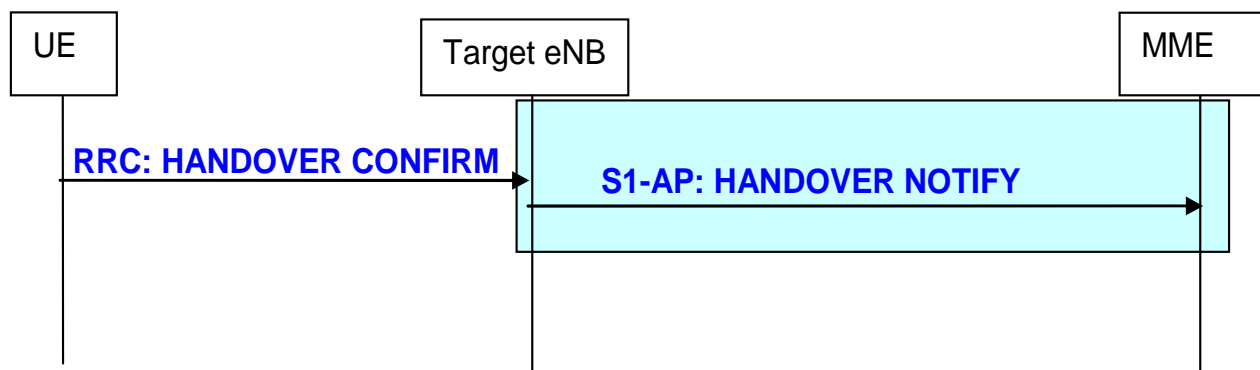 UE
Target eNB
MME
RRC: HANDOVER CONFIRM
S1-AP: HANDOVER NOTIFY